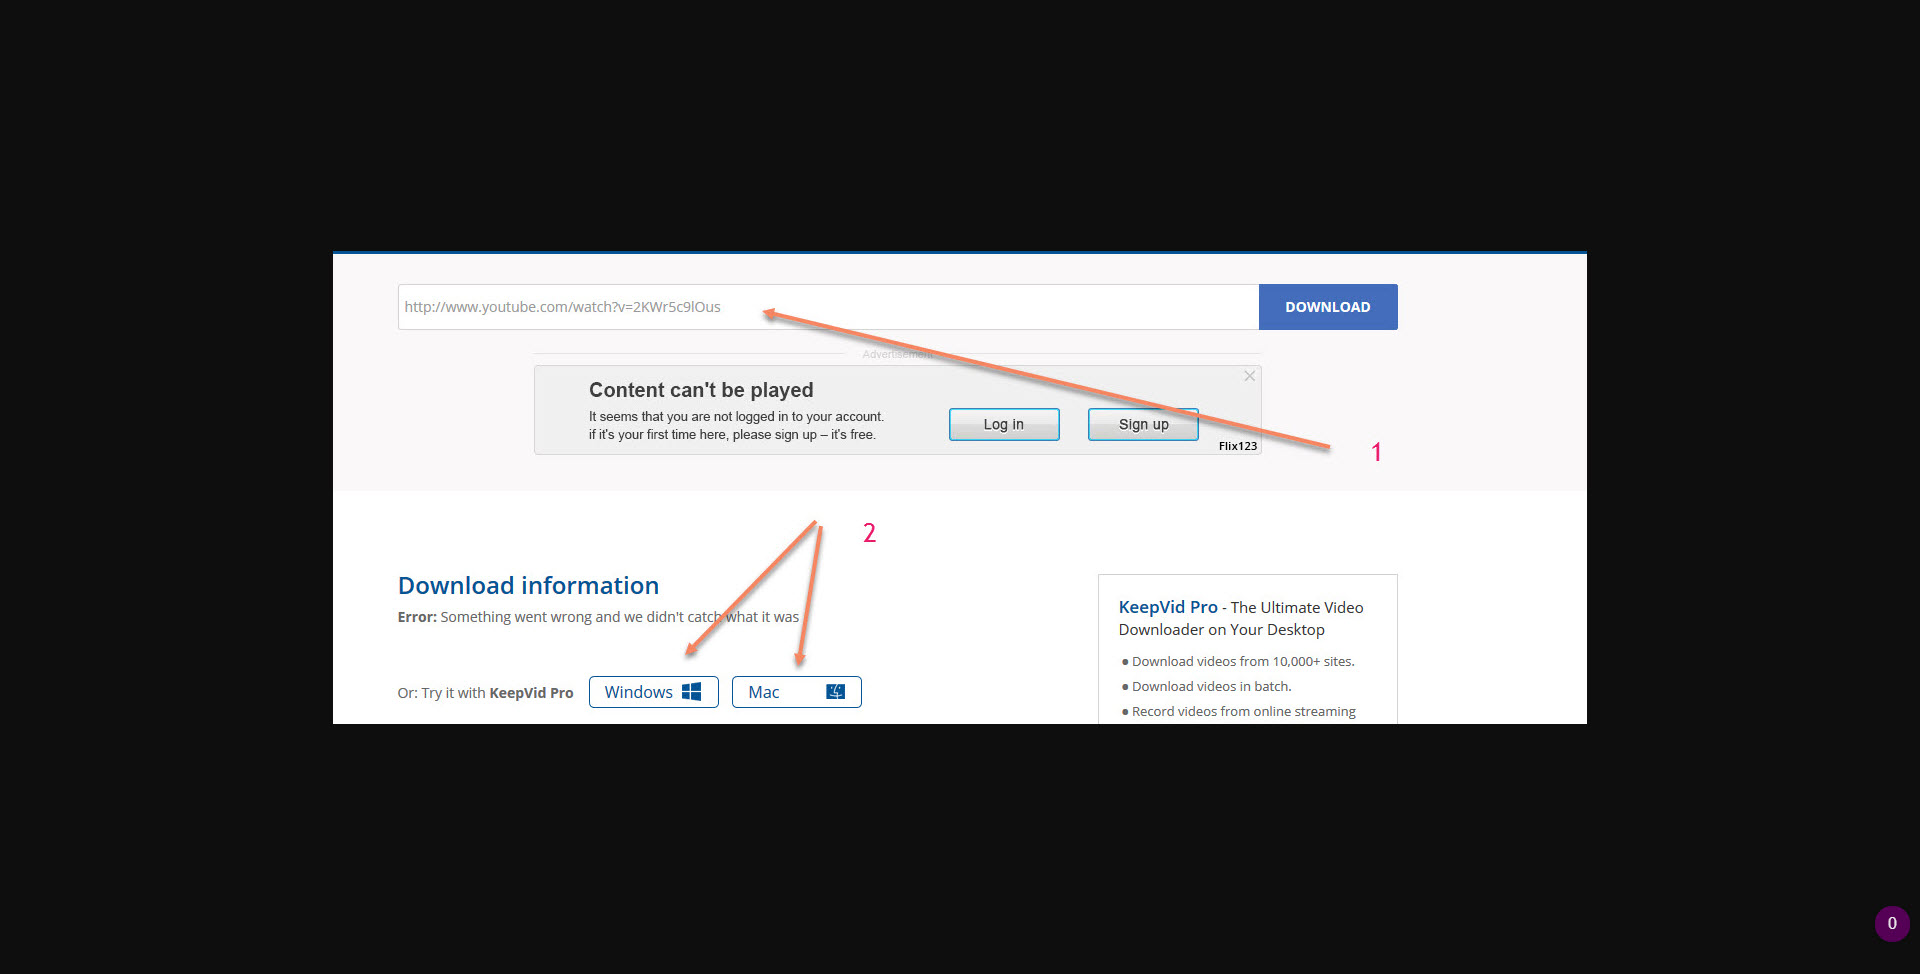 http://www.youtube.com/watch?v=2KWr5c9lOus
DOWNLOAD
Advertisement
Content can't be played
It seems that you are not logged in to your account.
if it's your first time here, please sign up – it's free.
Log in
Sign up
Flix123
1
2
Download information
Error: Something went wrong and we didn't catch what it was
Or: Try it with KeepVid Pro
Windows
Mac
KeepVid Pro - The Ultimate Video
Downloader on Your Desktop
● Download videos from 10,000+ sites.
● Download videos in batch.
● Record videos from online streaming
0